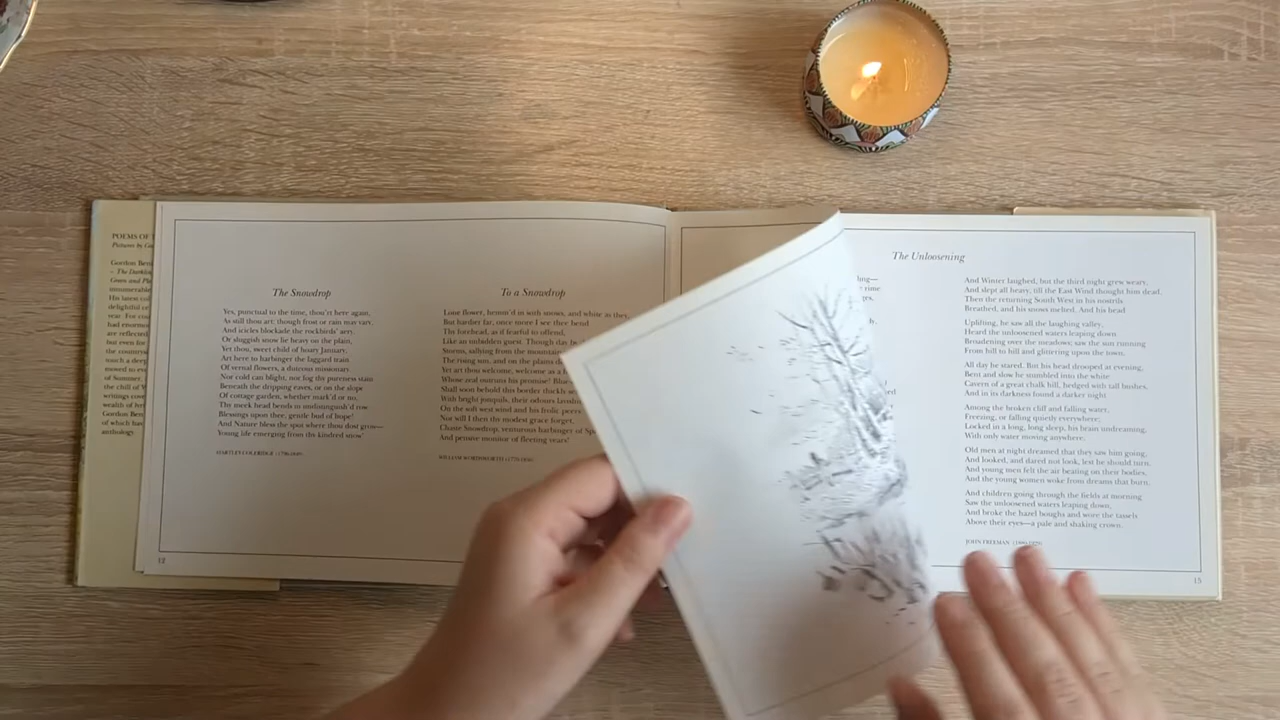 POEMS OF
Pictures by
Gordon
The Snowdrop
Yes, punctual to the time, thou'rt here again,
As still thou art: though frost or rain may vary,
And icicles blockade the rockbirds' aery,
Or sluggish snow lie heavy on the plain,
Yet thou, sweet child of hoary January,
Art here to harbinger the laggard train
Of vernal flowers, a duteous missionary
Nor cold can blight, nor fog thy pureness stain
Beneath the dripping eaves, or on the slope
Of cottage garden, whether mark'd or no,
Thy meek head bends in undistinguish'd row
Blessings upon thee, gentle bud of hope!
And Nature bless the spot where thou dost grow—
Young life emerging from thy kindred snow!
HARTLEY COLERIDGE (1796-1849)
12
To a Snowdrop
Lone flower, hemm'd in with snows, and white as they,
But hardier far, once more I see thee bend
Thy forehead, as if fearful to offend,
Like an unbidden guest. Though day by
Storms, sallying from the mountain
The rising sun, and on the plains
Yet art thou welcome, welcome as a
Whose zeal outruns his promise! Blue-
Shall soon behold this border thickly
With bright jonquils, their odours lavish
On the soft west wind and his frolic peers
Nor will I then thy modest grace forget,
Chaste Snowdrop, venturous harbinger of Sp
And pensive monitor of fleeting years!
WILLIAM WORDSWORTH (1770-1850)
The Unloosening
And Winter laughed, but the third night grew weary,
And slept all heavy, till the East Wind thought him dead.
Then the returning South West in his nostrils
Breathed, and his snows melted. And his head
Uplifting, he saw all the laughing valley,
Heard the unloosened waters leaping down
Broadening over the meadows; saw the sun running
From hill to hill and glittering upon the town.
All day he stared. But his head drooped at evening,
Bent and slow he stumbled into the white
Cavern of a great chalk hill, hedged with tall bushes,
And in its darkness found a darker night
Among the broken cliff and falling water,
Freezing, or falling quietly everywhere;
Locked in a long, long sleep, his brain undreaming,
With only water moving anywhere.
Old men at night dreamed that they saw him going,
And looked, and dared not look, lest he should turn.
And young men felt the air beating on their bodies,
And the young women woke from dreams that burn.
And children going through the fields at morning
Saw the unloosened waters leaping down,
And broke the hazel boughs and wore the tassels
Above their eyes—a pale and shaking crown.
JOHN FREEMAN (1880-1929)
15